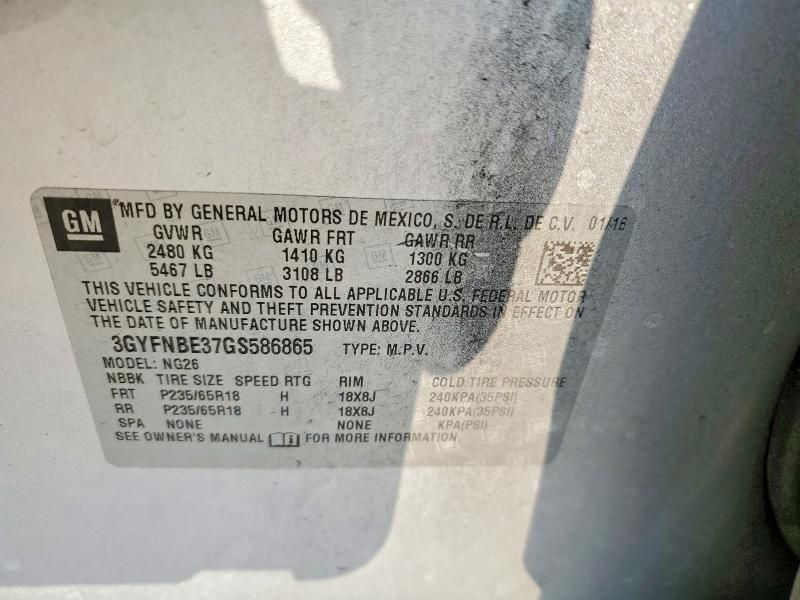 GM ® MFD BY GENERAL MOTORS DE MEXICO, S. DE R.L. DE C.V. 01/16
GVWR GAWR FRT GAWR RR
2480 KG 1410 KG 1300 KG
5467 LB 3108 LB 2866 LB
THIS VEHICLE CONFORMS TO ALL APPLICABLE U.S. FEDERAL MOTOR
VEHICLE SAFETY AND THEFT PREVENTION STANDARDS IN EFFECT ON
THE DATE OF MANUFACTURE SHOWN ABOVE.
3GYFNBE37GS586865 TYPE: M.P.V.
MODEL: NG26
NBBK TIRE SIZE SPEED RTG RIM COLD TIRE PRESSURE
FRT P235/65R18 H 18X8J 240KPA(35PSI)
RR P235/65R18 H 18X8J 240KPA(35PSI)
SPA NONE NONE KPA(PSI)
SEE OWNER'S MANUAL FOR MORE INFORMATION.